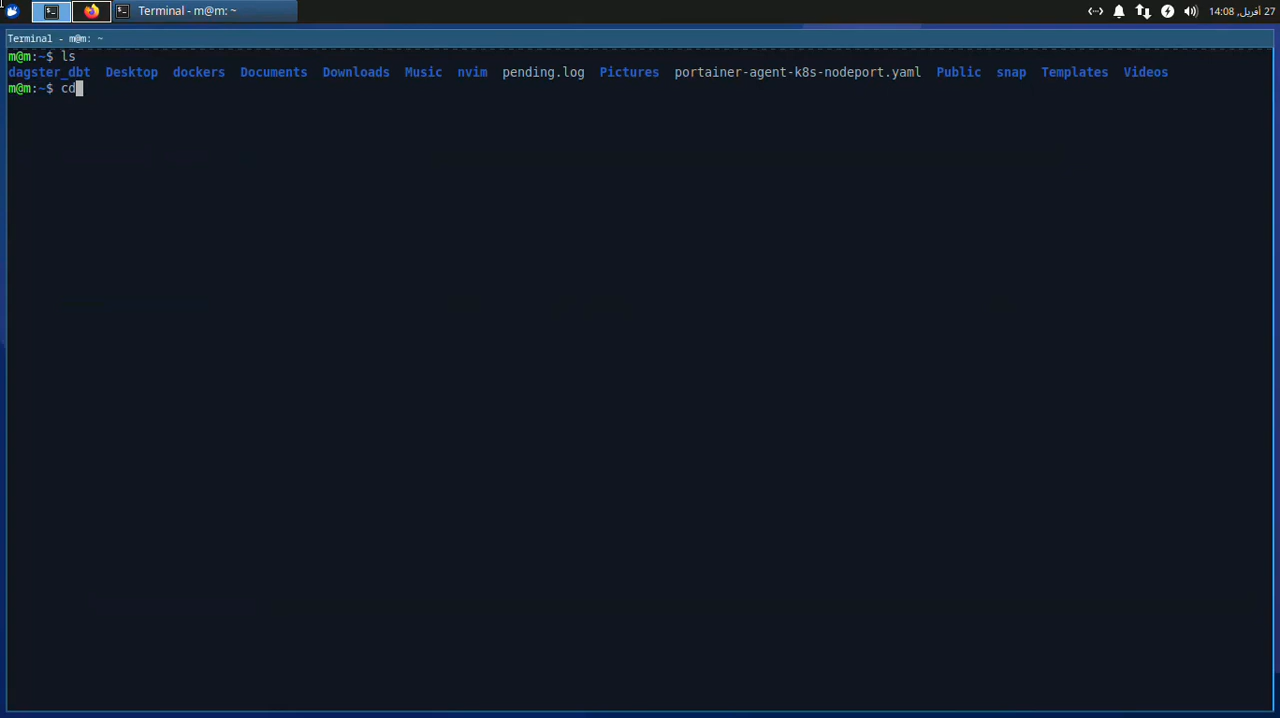 Terminal - m@m: ~
14:08 ,أفريل 27
Terminal - m@m: ~
m@m:~$ ls
dagster_dbt Desktop dockers Documents Downloads Music nvim pending.log Pictures portainer-agent-k8s-nodeport.yaml Public snap Templates Videos
m@m:~$ cd